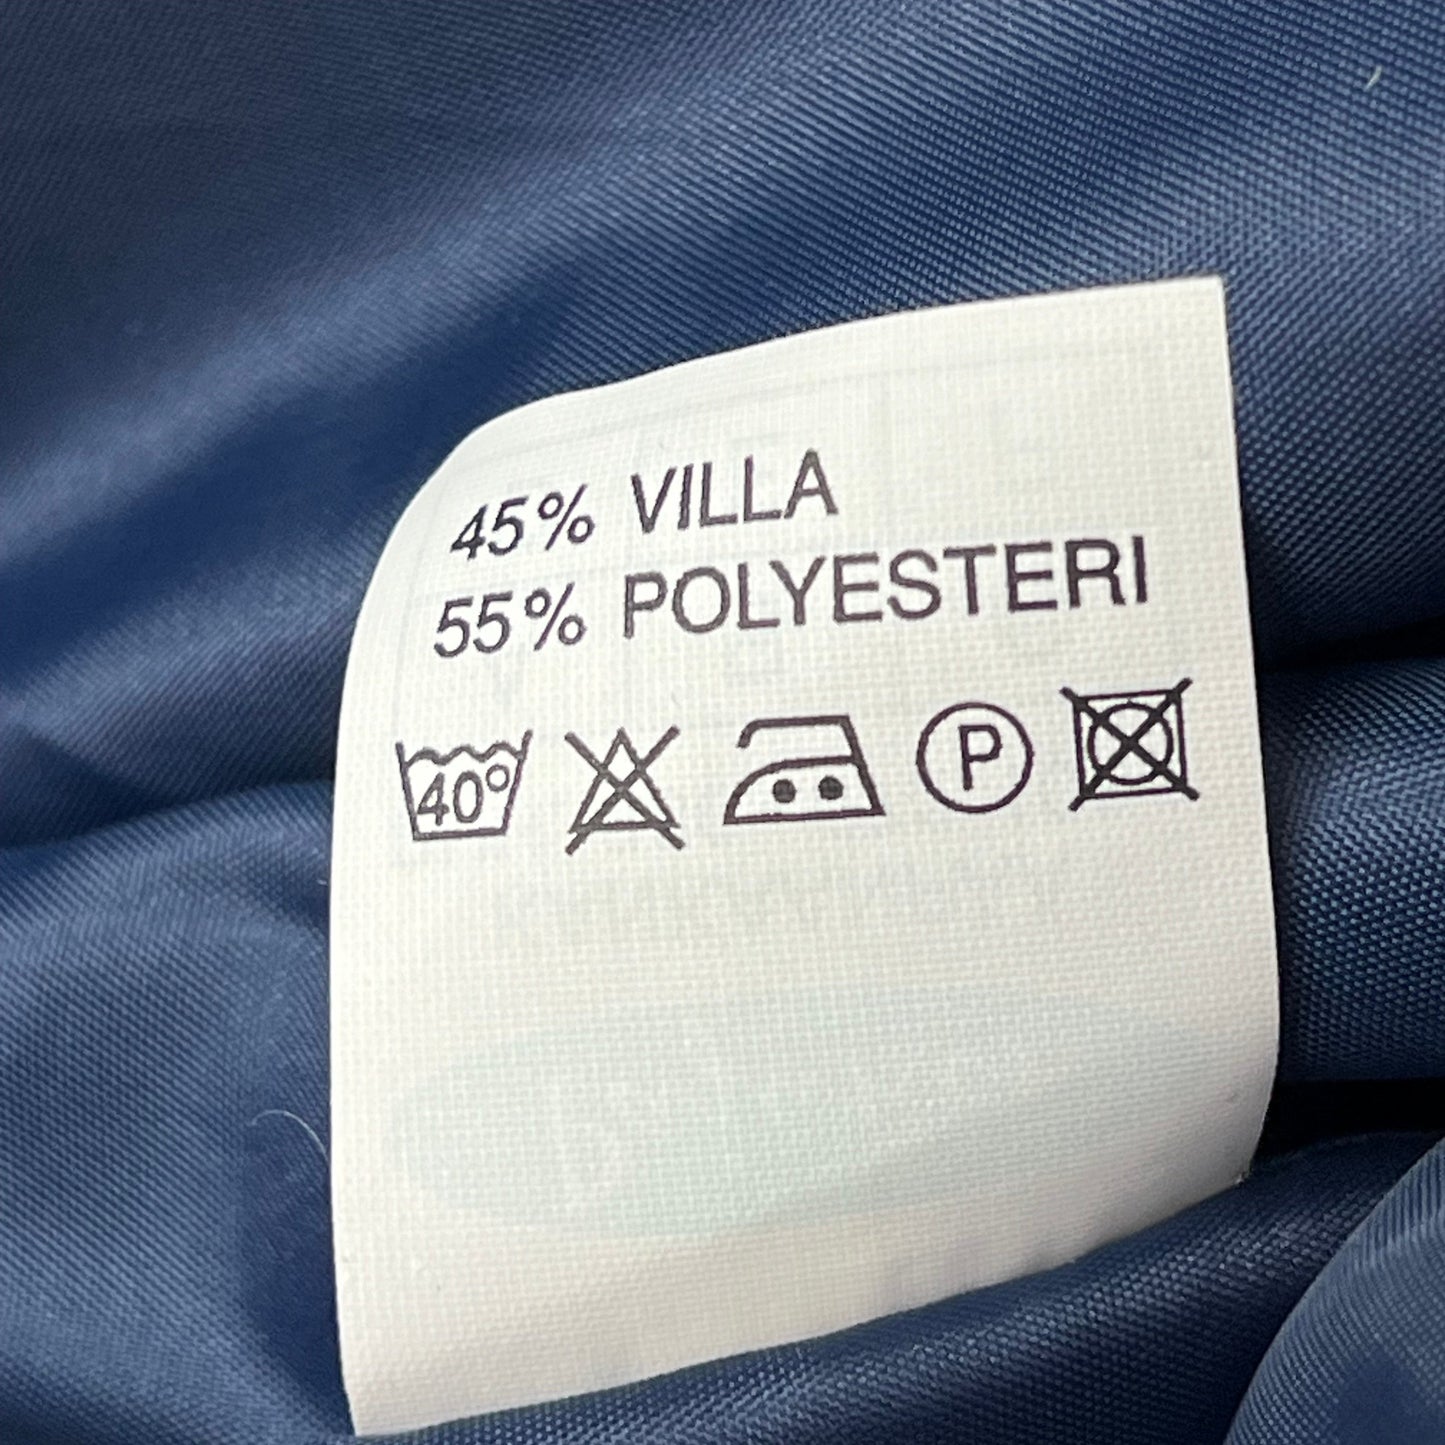 45% VILLA
55% POLYESTERI
40° P